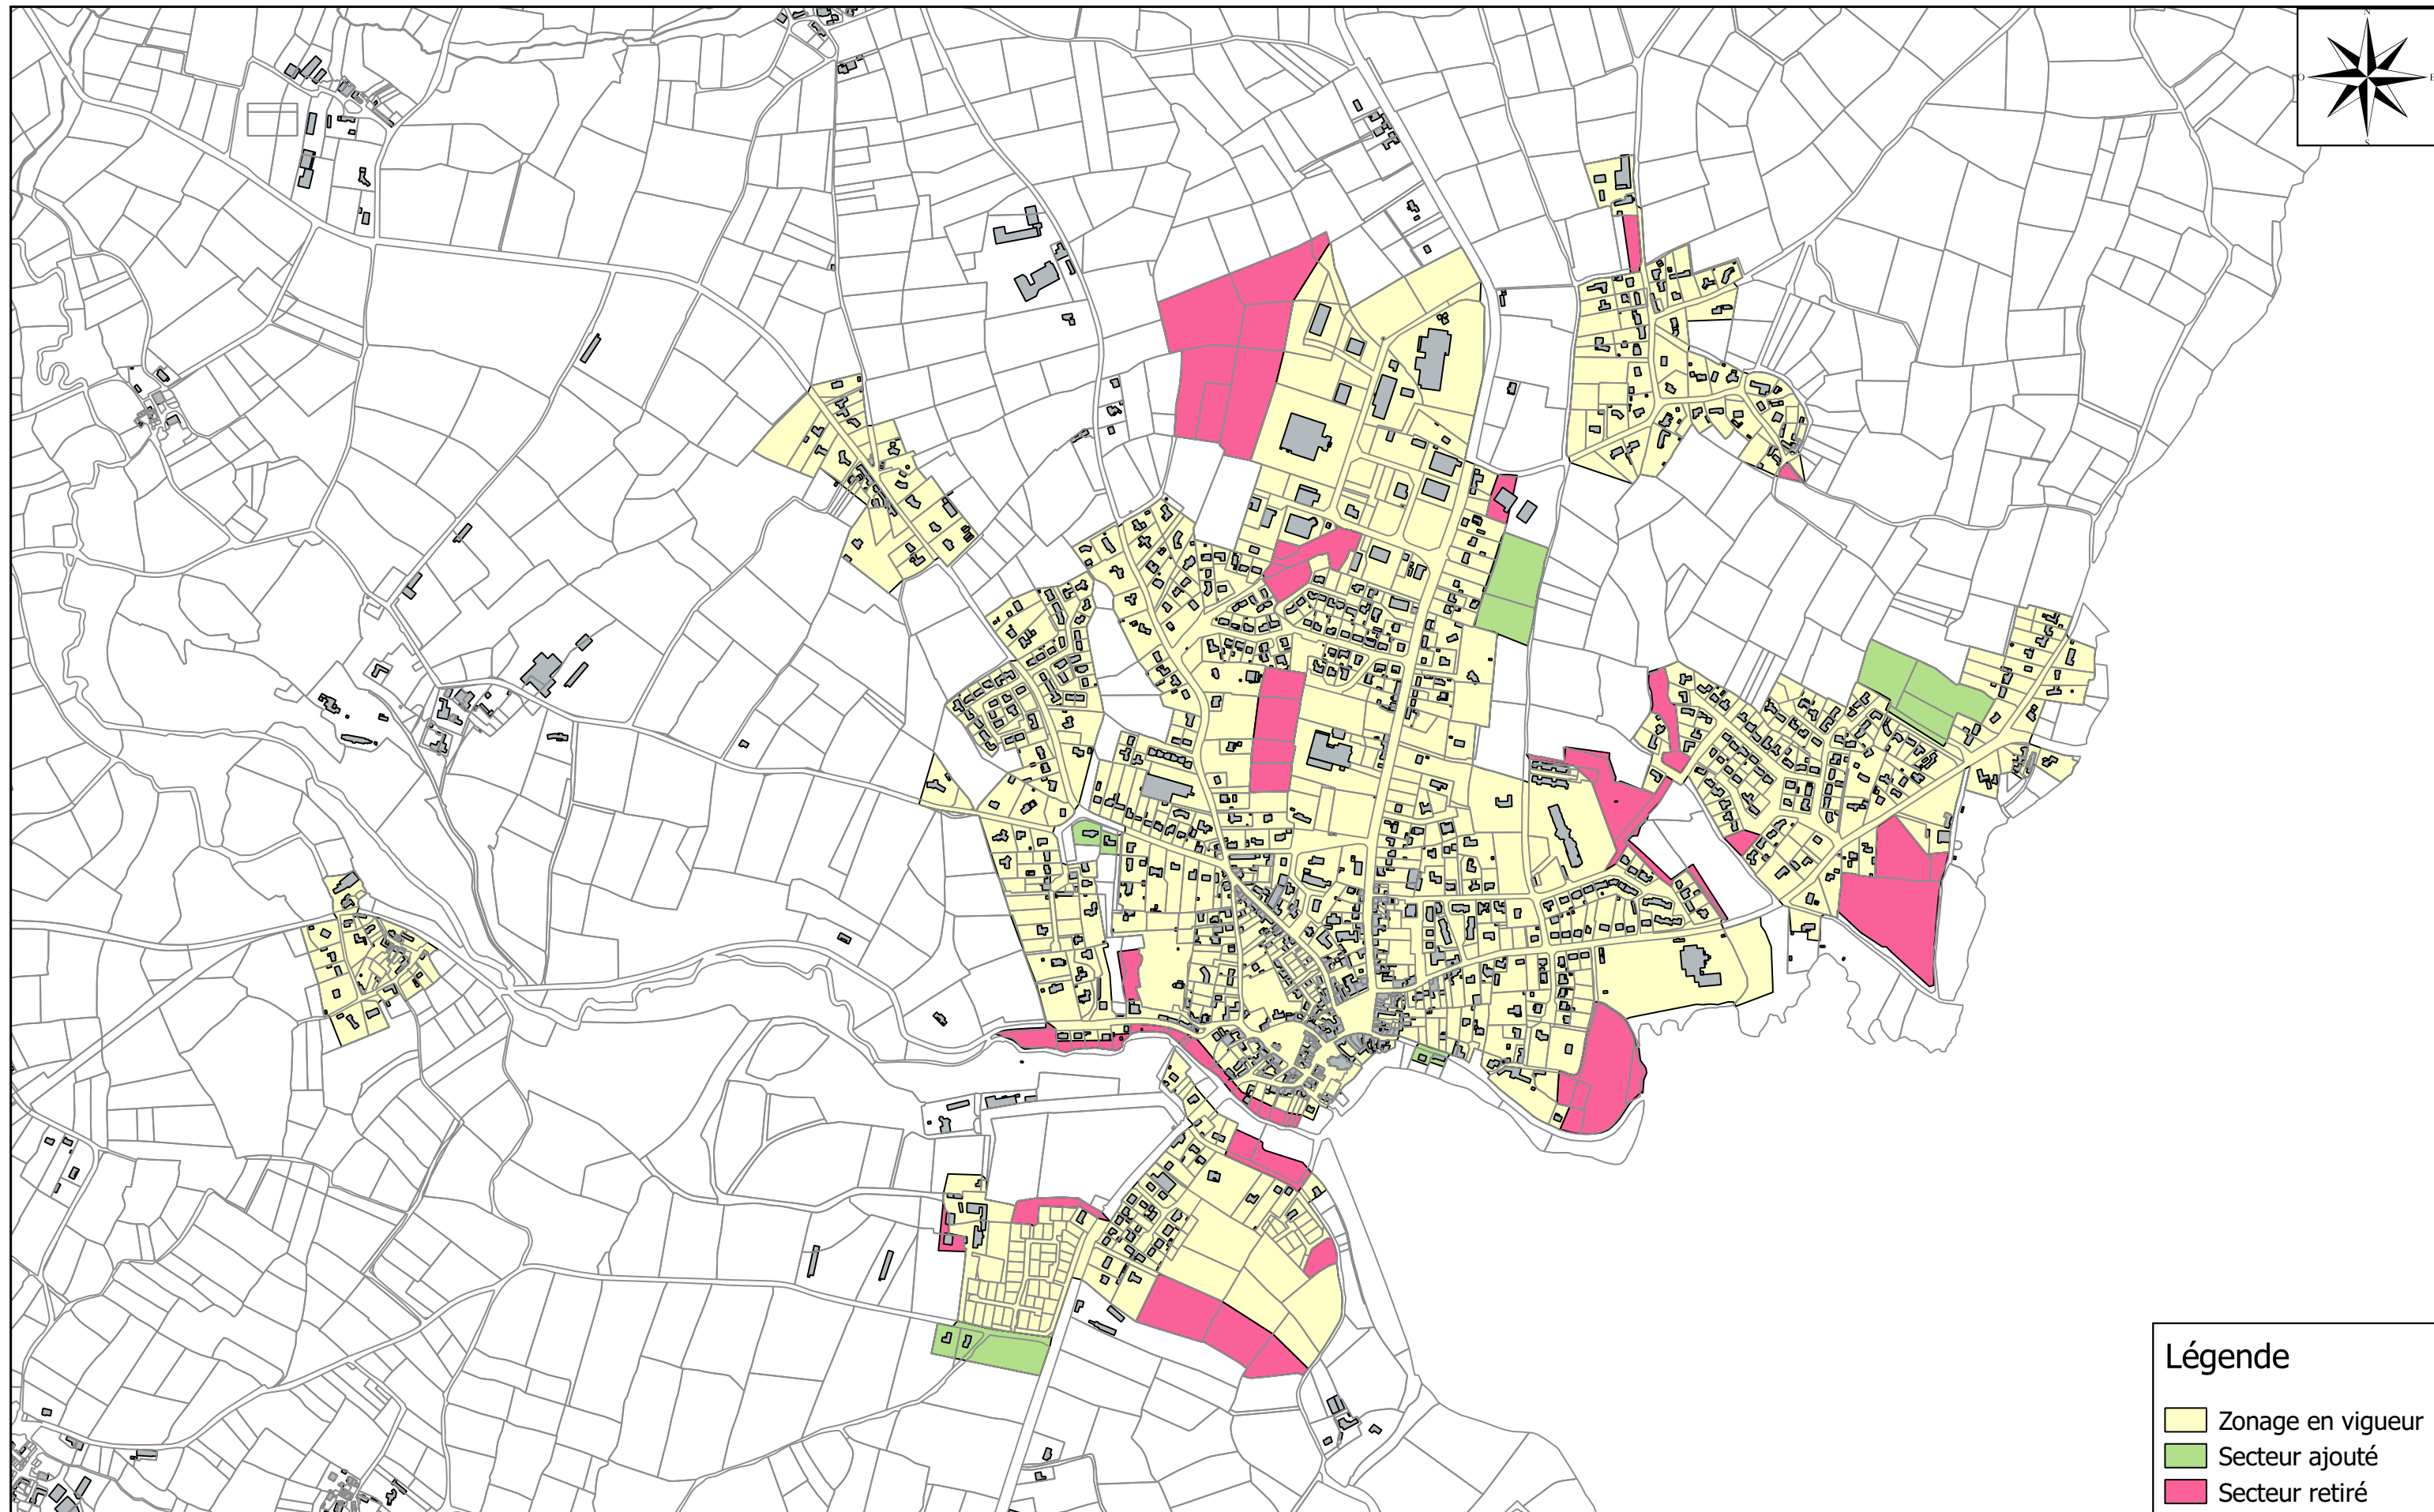 N
O
E
S
Légende
Zonage en vigueur
Secteur ajouté
Secteur retiré